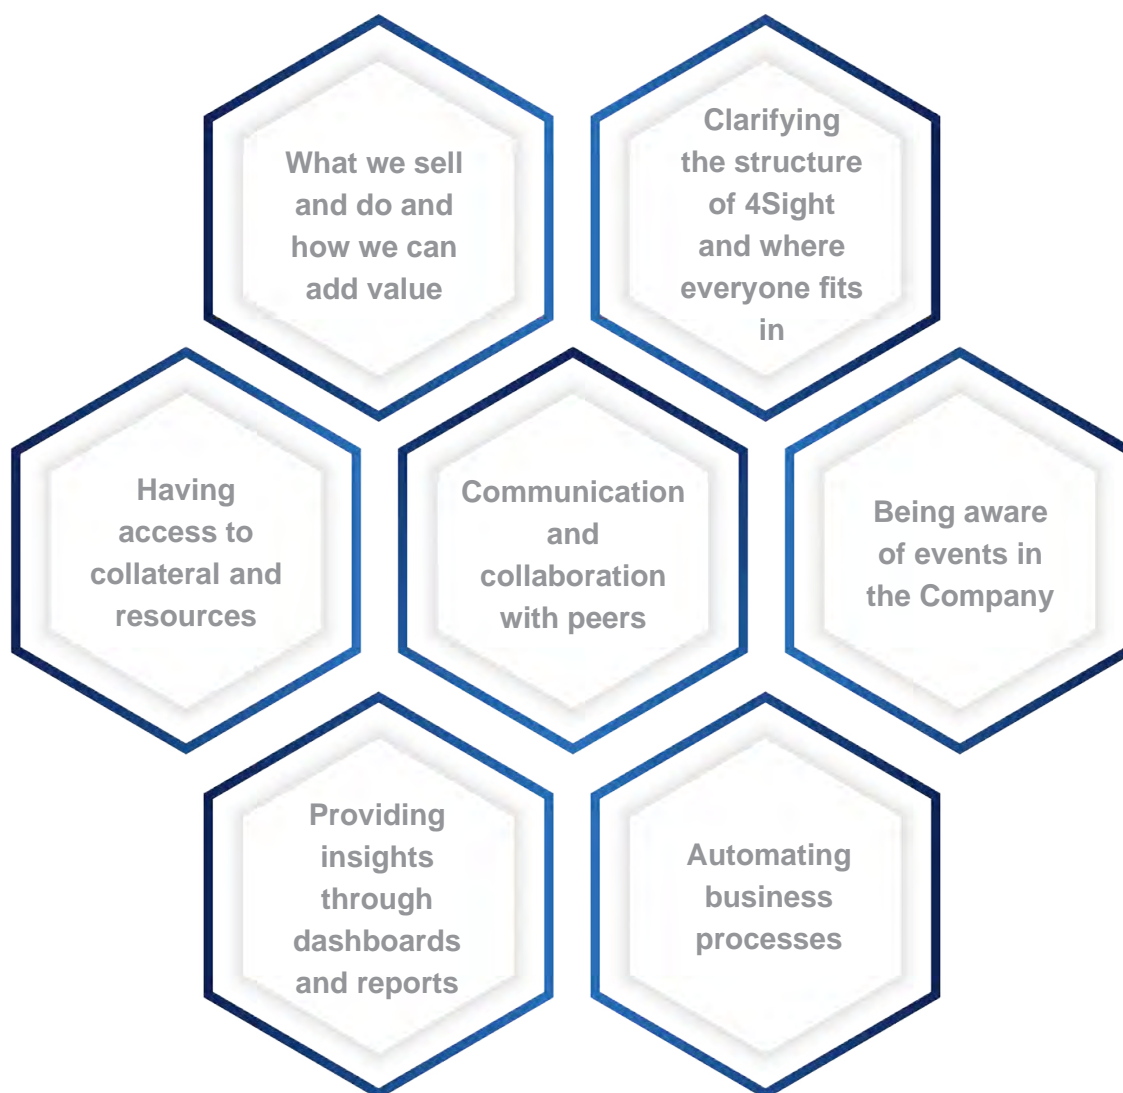 What we sell
and do and
how we can
add value
Clarifying
the structure
of 4Sight
and where
everyone fits
in
Having
access to
collateral and
resources
Communication
and
collaboration
with peers
Being aware
of events in
the Company
Providing
insights
through
dashboards
and reports
Automating
business
processes